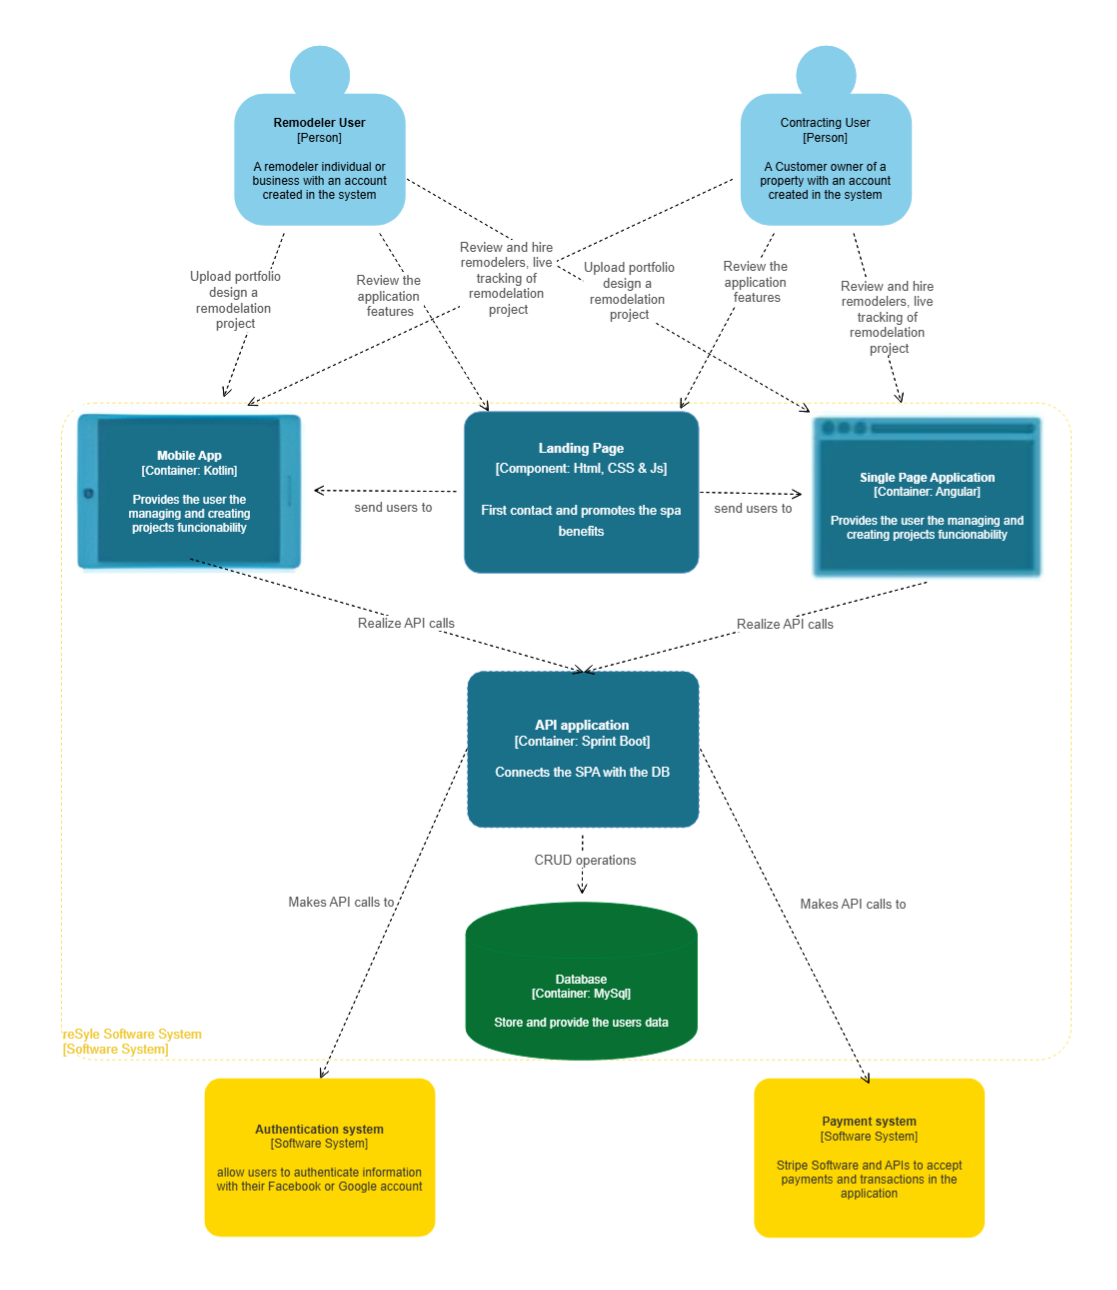 Remodeler User
[Person]
A remodeler individual or
business with an account
created in the system
Contracting User
[Person]
A Customer owner of a
property with an account
created in the system
Upload portfolio
design a
remodelation
project
Review the
application
features
Review and hire
remodelers, live
tracking of
remodelation
project
Upload portfolio
design a
remodelation
project
Review the
application
features
Review and hire
remodelers, live
tracking of
remodelation
project
Mobile App
[Container: Kotlin]
Provides the user the
managing and creating
projects funcionability
send users to
Landing Page
[Component: Html, CSS & Js]
First contact and promotes the spa
benefits
send users to
Single Page Application
[Container: Angular]
Provides the user the managing and
creating projects funcionability
Realize API calls
Realize API calls
API application
[Container: Sprint Boot]
Connects the SPA with the DB
CRUD operations
Makes API calls to
Makes API calls to
Database
[Container: MySql]
Store and provide the users data
reSyle Software System
[Software System]
Authentication system
[Software System]
allow users to authenticate information
with their Facebook or Google account
Payment system
[Software System]
Stripe Software and APIs to accept
payments and transactions in the
application